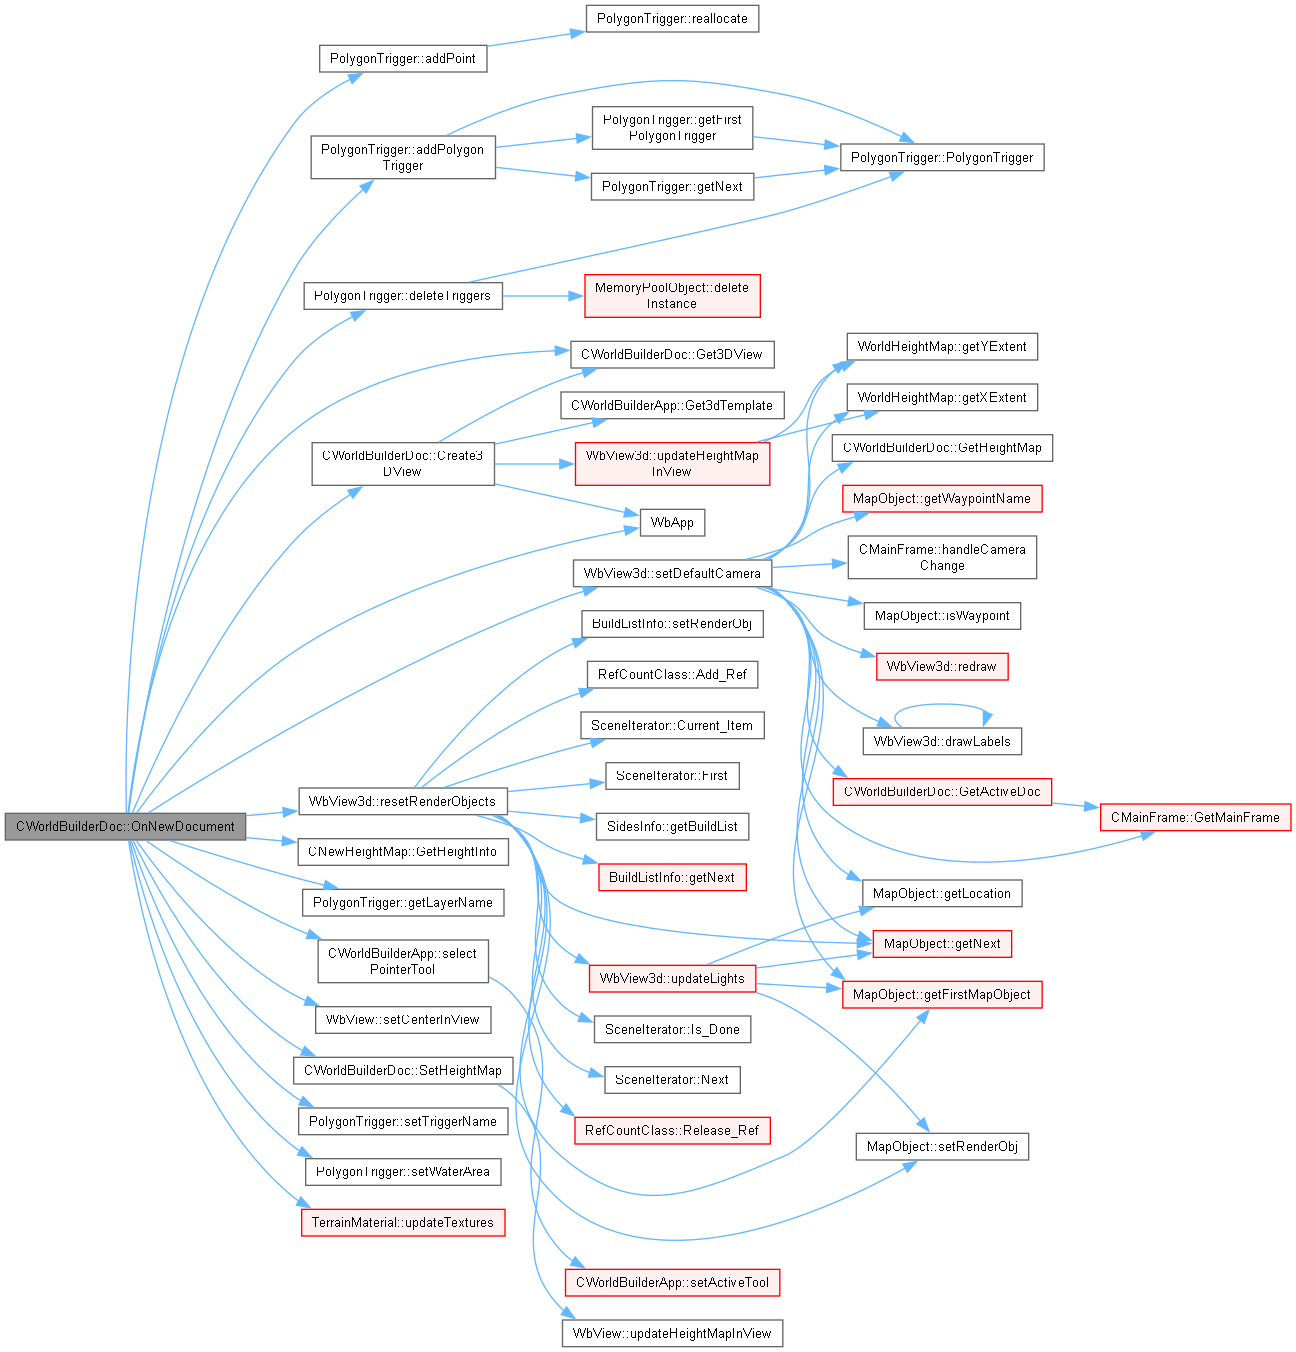 PolygonTrigger::reallocate
PolygonTrigger::addPoint
PolygonTrigger::getFirst
PolygonTrigger
PolygonTrigger::addPolygon
Trigger
PolygonTrigger::PolygonTrigger
PolygonTrigger::getNext
PolygonTrigger::deleteTriggers
MemoryPoolObject::delete
Instance
WorldHeightMap::getYExtent
CWorldBuilderDoc::Get3DView
WorldHeightMap::getXExtent
CWorldBuilderApp::Get3dTemplate
CWorldBuilderDoc::GetHeightMap
CWorldBuilderDoc::Create3
DView
WbView3d::updateHeightMap
InView
MapObject::getWaypointName
WbApp
CMainFrame::handleCamera
Change
WbView3d::setDefaultCamera
MapObject::isWaypoint
BuildListInfo::setRenderObj
WbView3d::redraw
RefCountClass::Add_Ref
SceneIterator::Current_Item
WbView3d::drawLabels
SceneIterator::First
CWorldBuilderDoc::GetActiveDoc
WbView3d::resetRenderObjects
CMainFrame::GetMainFrame
CWorldBuilderDoc::OnNewDocument
SidesInfo::getBuildList
CNewHeightMap::GetHeightInfo
BuildListInfo::getNext
MapObject::getLocation
PolygonTrigger::getLayerName
MapObject::getNext
CWorldBuilderApp::select
PointerTool
WbView3d::updateLights
MapObject::getFirstMapObject
WbView::setCenterInView
SceneIterator::Is_Done
CWorldBuilderDoc::SetHeightMap
SceneIterator::Next
PolygonTrigger::setTriggerName
RefCountClass::Release_Ref
MapObject::setRenderObj
PolygonTrigger::setWaterArea
TerrainMaterial::updateTextures
CWorldBuilderApp::setActiveTool
WbView::updateHeightMapInView